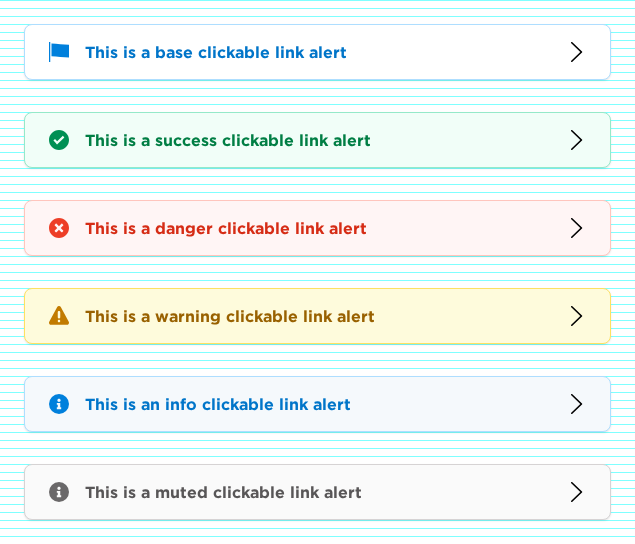 This is a base clickable link alert
This is a success clickable link alert
This is a danger clickable link alert
This is a warning clickable link alert
This is an info clickable link alert
This is a muted clickable link alert